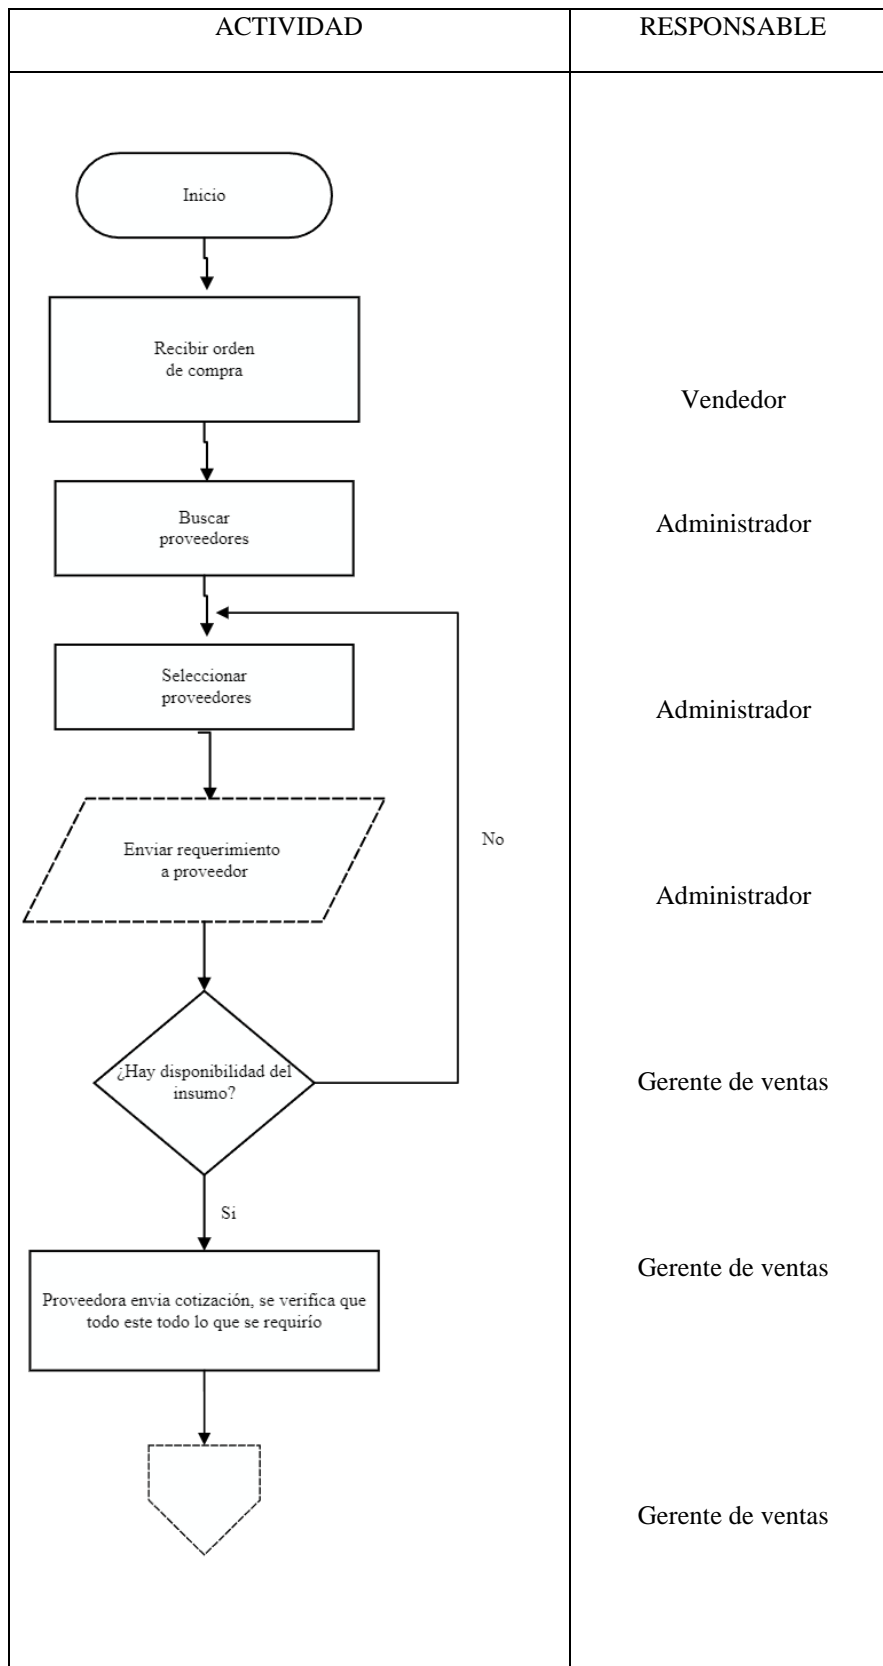 ACTIVIDAD
RESPONSABLE
Inicio
Recibir orden
de compra
Vendedor
Buscar
proveedores
Administrador
Seleccionar
proveedores
Administrador
Enviar requerimiento
a proveedor
No
Administrador
¿Hay disponibilidad del
insumo?
Gerente de ventas
Si
Proveedora envia cotización, se verifica que
todo este todo lo que se requirío
Gerente de ventas
Gerente de ventas